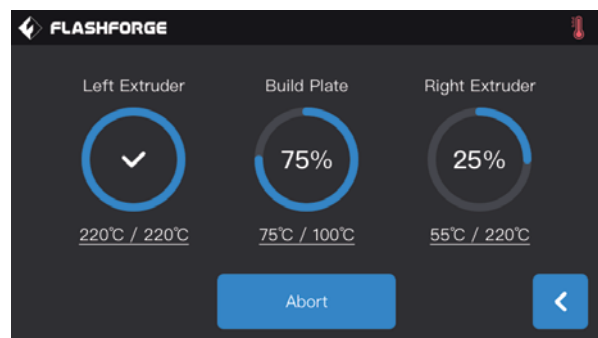 FLASHFORGE
Left Extruder
Build Plate
Right Extruder
75%
25%
220℃ / 220℃
75℃ / 100℃
55℃ / 220℃
Abort